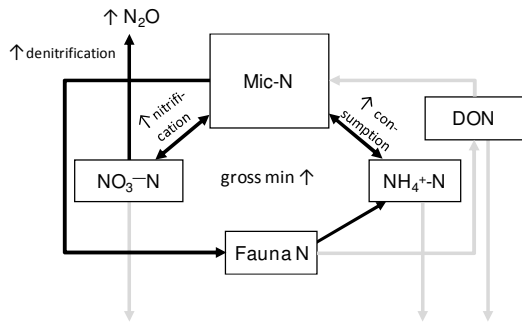 ↑ N₂O
↑ denitrification
Mic-N
↑ nitrifi-
cation
↑ con-
sumption
DON
NO₃—N
gross min ↑
NH₄⁺-N
Fauna N